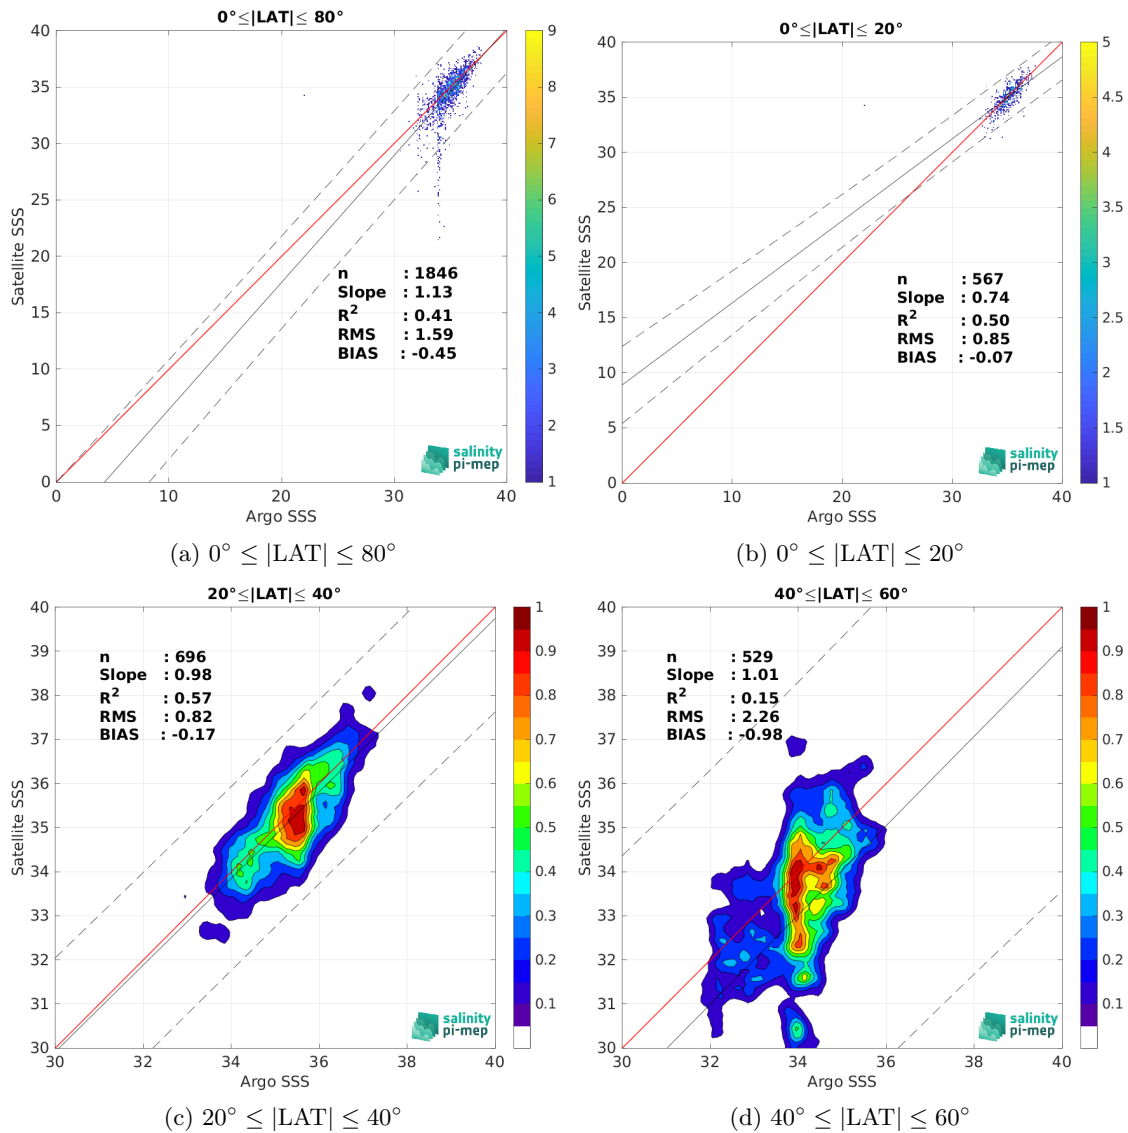 0°≤|LAT|≤ 80°
40
35
30
25
20
15
10
5
0
0
10
20
30
40
Satellite SSS
Argo SSS
n : 1846
Slope : 1.13
R² : 0.41
RMS : 1.59
BIAS : -0.45
salinity
pi-mep
9
8
7
6
5
4
3
2
1
(a) 0° ≤ |LAT| ≤ 80°
0°≤|LAT|≤ 20°
40
35
30
25
20
15
10
5
0
0
10
20
30
40
Satellite SSS
Argo SSS
n : 567
Slope : 0.74
R² : 0.50
RMS : 0.85
BIAS : -0.07
salinity
pi-mep
5
4.5
4
3.5
3
2.5
2
1.5
1
(b) 0° ≤ |LAT| ≤ 20°
20°≤|LAT|≤ 40°
40
39
38
37
36
35
34
33
32
31
30
30
32
34
36
38
40
Satellite SSS
Argo SSS
n : 696
Slope : 0.98
R² : 0.57
RMS : 0.82
BIAS : -0.17
salinity
pi-mep
1
0.9
0.8
0.7
0.6
0.5
0.4
0.3
0.2
0.1
(c) 20° ≤ |LAT| ≤ 40°
40°≤|LAT|≤ 60°
40
39
38
37
36
35
34
33
32
31
30
30
32
34
36
38
40
Satellite SSS
Argo SSS
n : 529
Slope : 1.01
R² : 0.15
RMS : 2.26
BIAS : -0.98
salinity
pi-mep
1
0.9
0.8
0.7
0.6
0.5
0.4
0.3
0.2
0.1
(d) 40° ≤ |LAT| ≤ 60°